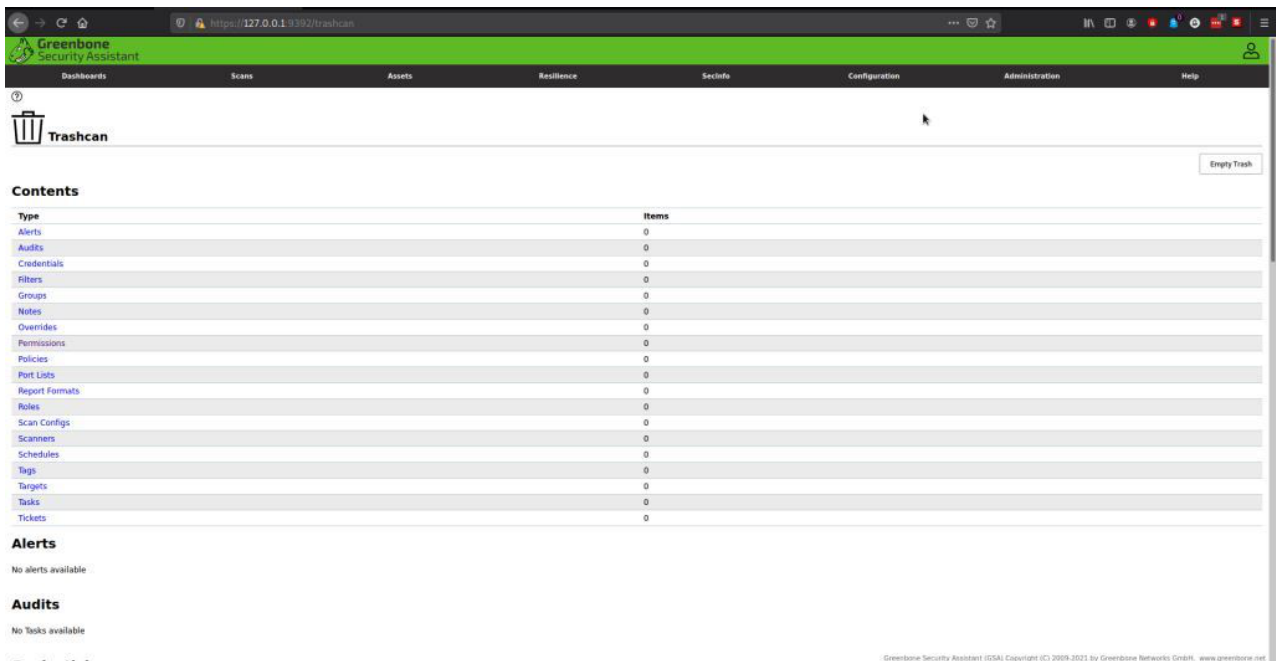 https://127.0.0.1:9392/trashcan
Greenbone
Security Assistant
Dashboards Scans Assets Resilience SecInfo Configuration Administration Help
Trashcan
Empty Trash
Contents
Type Items
Alerts 0
Audits 0
Credentials 0
Filters 0
Groups 0
Notes 0
Overrides 0
Permissions 0
Policies 0
Port Lists 0
Report Formats 0
Roles 0
Scan Configs 0
Scanners 0
Schedules 0
Tags 0
Targets 0
Tasks 0
Tickets 0
Alerts
No alerts available
Audits
No Tasks available
Greenbone Security Assistant (GSA) Copyright (C) 2009-2021 by Greenbone Networks GmbH, www.greenbone.net